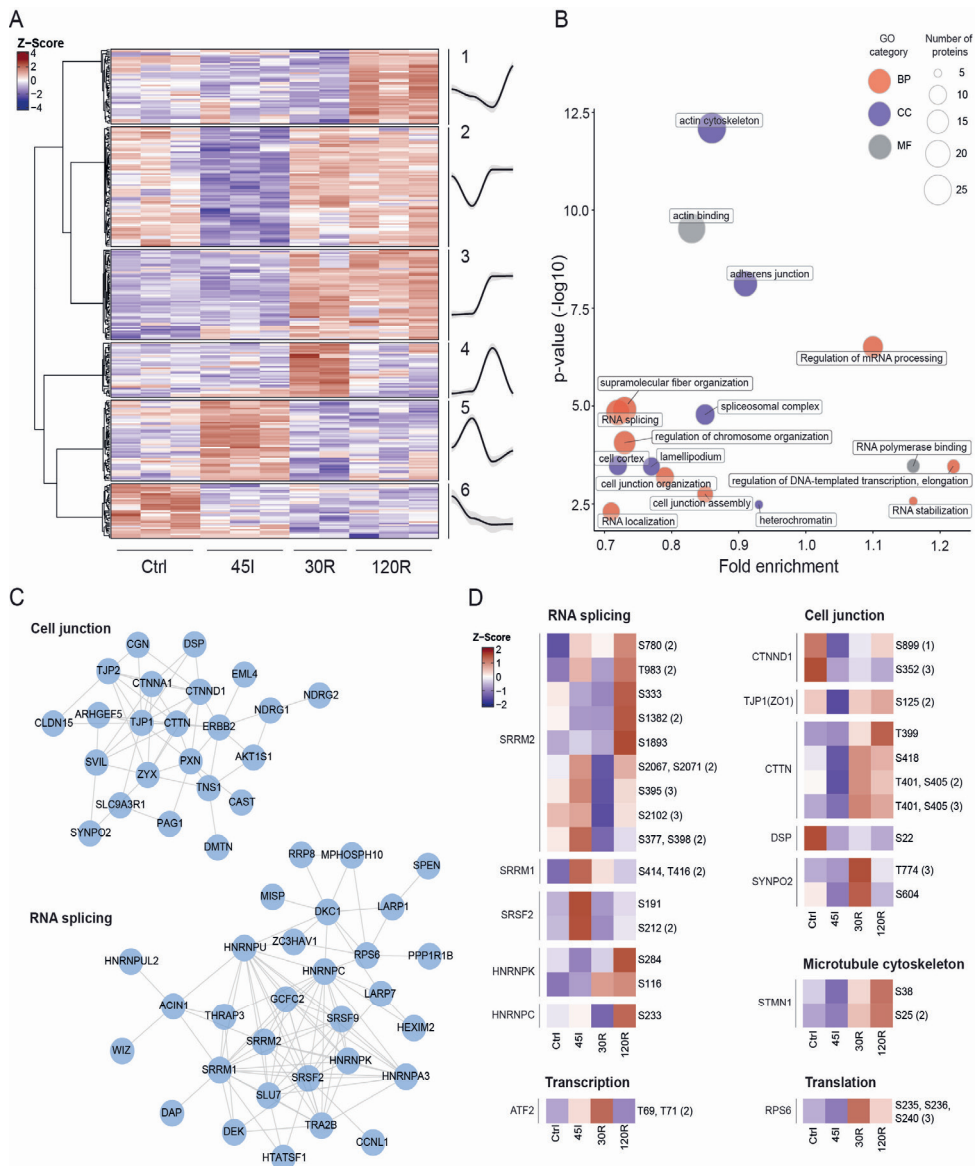 A
Z-Score
4
2
0
−2
−4
1
2
3
4
5
6
Ctrl
45I
30R
120R
B
GO category
BP
CC
MF
Number of proteins
5
10
15
20
25
p-value (-log10)
12.5
10.0
7.5
5.0
2.5
actin cytoskeleton
actin binding
adherens junction
Regulation of mRNA processing
supramolecular fiber organization
RNA splicing
spliceosomal complex
regulation of chromosome organization
cell cortex
lamellipodium
RNA polymerase binding
cell junction organization
regulation of DNA-templated transcription, elongation
cell junction assembly
RNA stabilization
RNA localization
heterochromatin
0.7
0.8
0.9
1.0
1.1
1.2
Fold enrichment
C
Cell junction
CGN
DSP
TJP2
CTNNA1
CTNND1
EML4
NDRG2
ARHGEF5
NDRG1
CLDN15
TJP1
CTTN
ERBB2
SVIL
PXN
AKT1S1
ZYX
TNS1
SLC9A3R1
CAST
SYNPO2
PAG1
DMTN
RNA splicing
RRP8
MPHOSPH10
SPEN
MISP
DKC1
LARP1
HNRNPU
ZC3HAV1
RPS6
PPP1R1B
HNRNPUL2
HNRNPC
GCFC2
LARP7
ACIN1
THRAP3
SRSF9
HEXIM2
SRRM2
WIZ
SRRM1
HNRNPK
SLU7
SRSF2
HNRNPA3
DAP
DEK
TRA2B
CCNL1
HTATSF1
D
Z-Score
2
1
0
−1
−2
RNA splicing
SRRM2
S780 (2)
T983 (2)
S333
S1382 (2)
S1893
S2067, S2071 (2)
S395 (3)
S2102 (3)
S377, S398 (2)
SRRM1
S414, T416 (2)
SRSF2
S191
S212 (2)
HNRNPK
S284
S116
HNRNPC
S233
Ctrl
45I
30R
120R
Transcription
ATF2
T69, T71 (2)
Ctrl
45I
30R
120R
Cell junction
CTNND1
S899 (1)
S352 (3)
TJP1(ZO1)
S125 (2)
CTTN
T399
S418
T401, S405 (2)
T401, S405 (3)
DSP
S22
SYNPO2
T774 (3)
S604
Ctrl
45I
30R
120R
Microtubule cytoskeleton
STMN1
S38
S25 (2)
Ctrl
45I
30R
120R
Translation
RPS6
S235, S236,
S240 (3)
Ctrl
45I
30R
120R